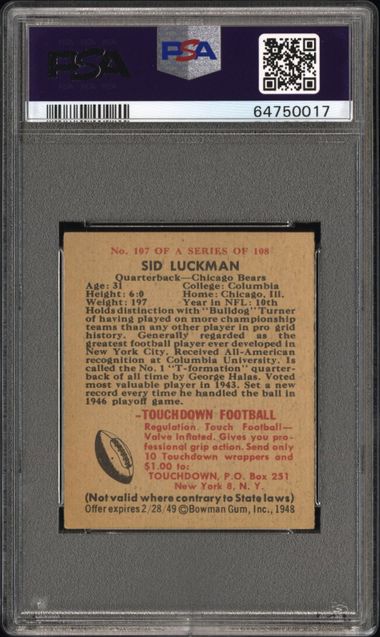 PSA
PSA
64750017
No. 107 OF A SERIES OF 108
SID LUCKMAN
Quarterback—Chicago Bears
Age: 31 College: Columbia
Height: 6:0 Home: Chicago, Ill.
Weight: 197 Year in NFL: 10th
Holds distinction with "Bulldog" Turner
of having played on more championship
teams than any other player in pro grid
history. Generally regarded as the
greatest football player ever developed in
New York City. Received All-American
recognition at Columbia University. Is
called the No. 1 "T-formation" quarter-
back of all time by George Halas. Voted
most valuable player in 1943. Set a new
record every time he handled the ball in
1946 playoff game.
—TOUCHDOWN FOOTBALL
Regulation Touch Football—
Valve Inflated. Gives you pro-
fessional grip action. Send only
10 Touchdown wrappers and
$1.00 to:
TOUCHDOWN, P.O. Box 251
New York 8, N. Y.
(Not valid where contrary to State laws)
Offer expires 2/28/49 ©Bowman Gum, Inc., 1948